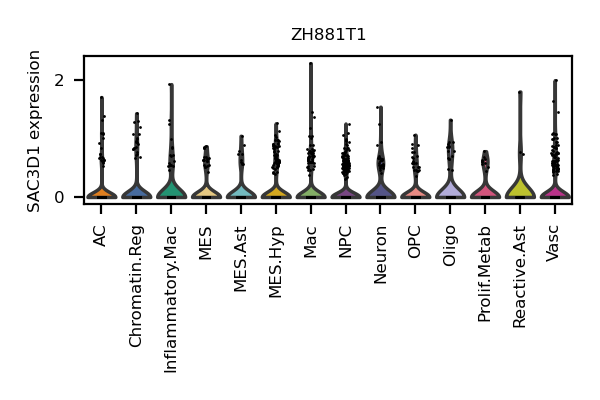 ZH881T1
SAC3D1 expression
2
0
AC
Chromatin.Reg
Inflammatory.Mac
MES
MES.Ast
MES.Hyp
Mac
NPC
Neuron
OPC
Oligo
Prolif.Metab
Reactive.Ast
Vasc